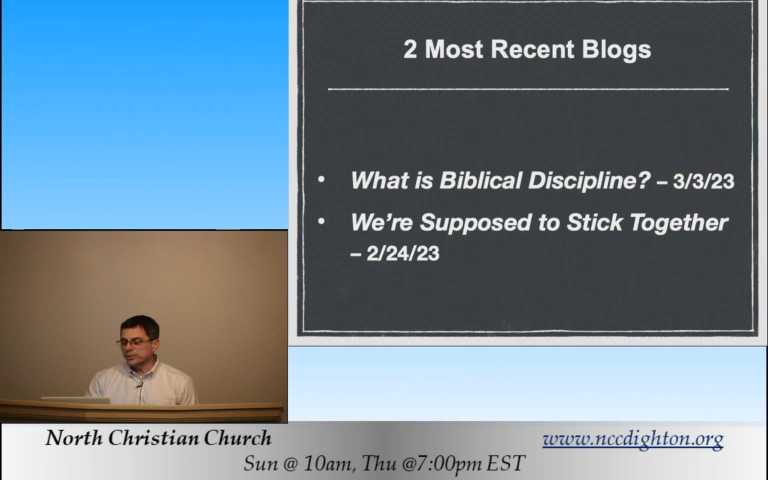 2 Most Recent Blogs
• What is Biblical Discipline? – 3/3/23
• We're Supposed to Stick Together
– 2/24/23
North Christian Church
www.nccdighton.org
Sun @ 10am, Thu @7:00pm EST